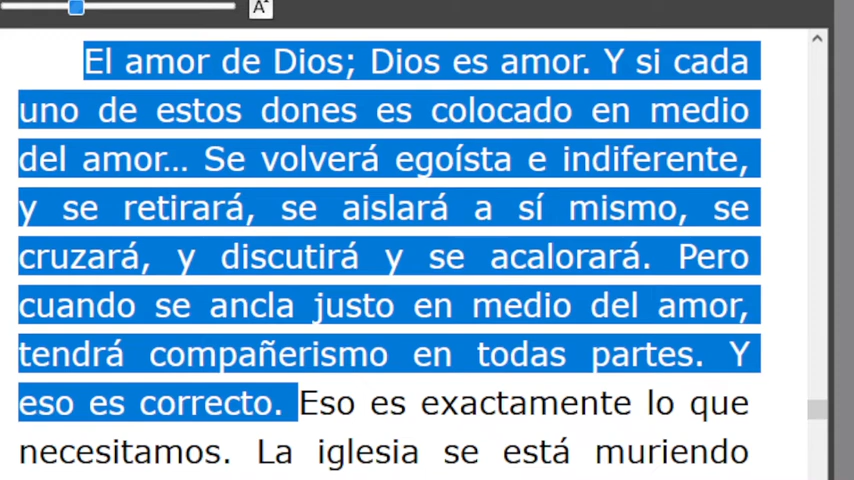 A
El amor de Dios; Dios es amor. Y si cada
uno de estos dones es colocado en medio
del amor… Se volverá egoísta e indiferente,
y se retirará, se aislará a sí mismo, se
cruzará, y discutirá y se acalorará. Pero
cuando se ancla justo en medio del amor,
tendrá compañerismo en todas partes. Y
eso es correcto. Eso es exactamente lo que
necesitamos. La iglesia se está muriendo